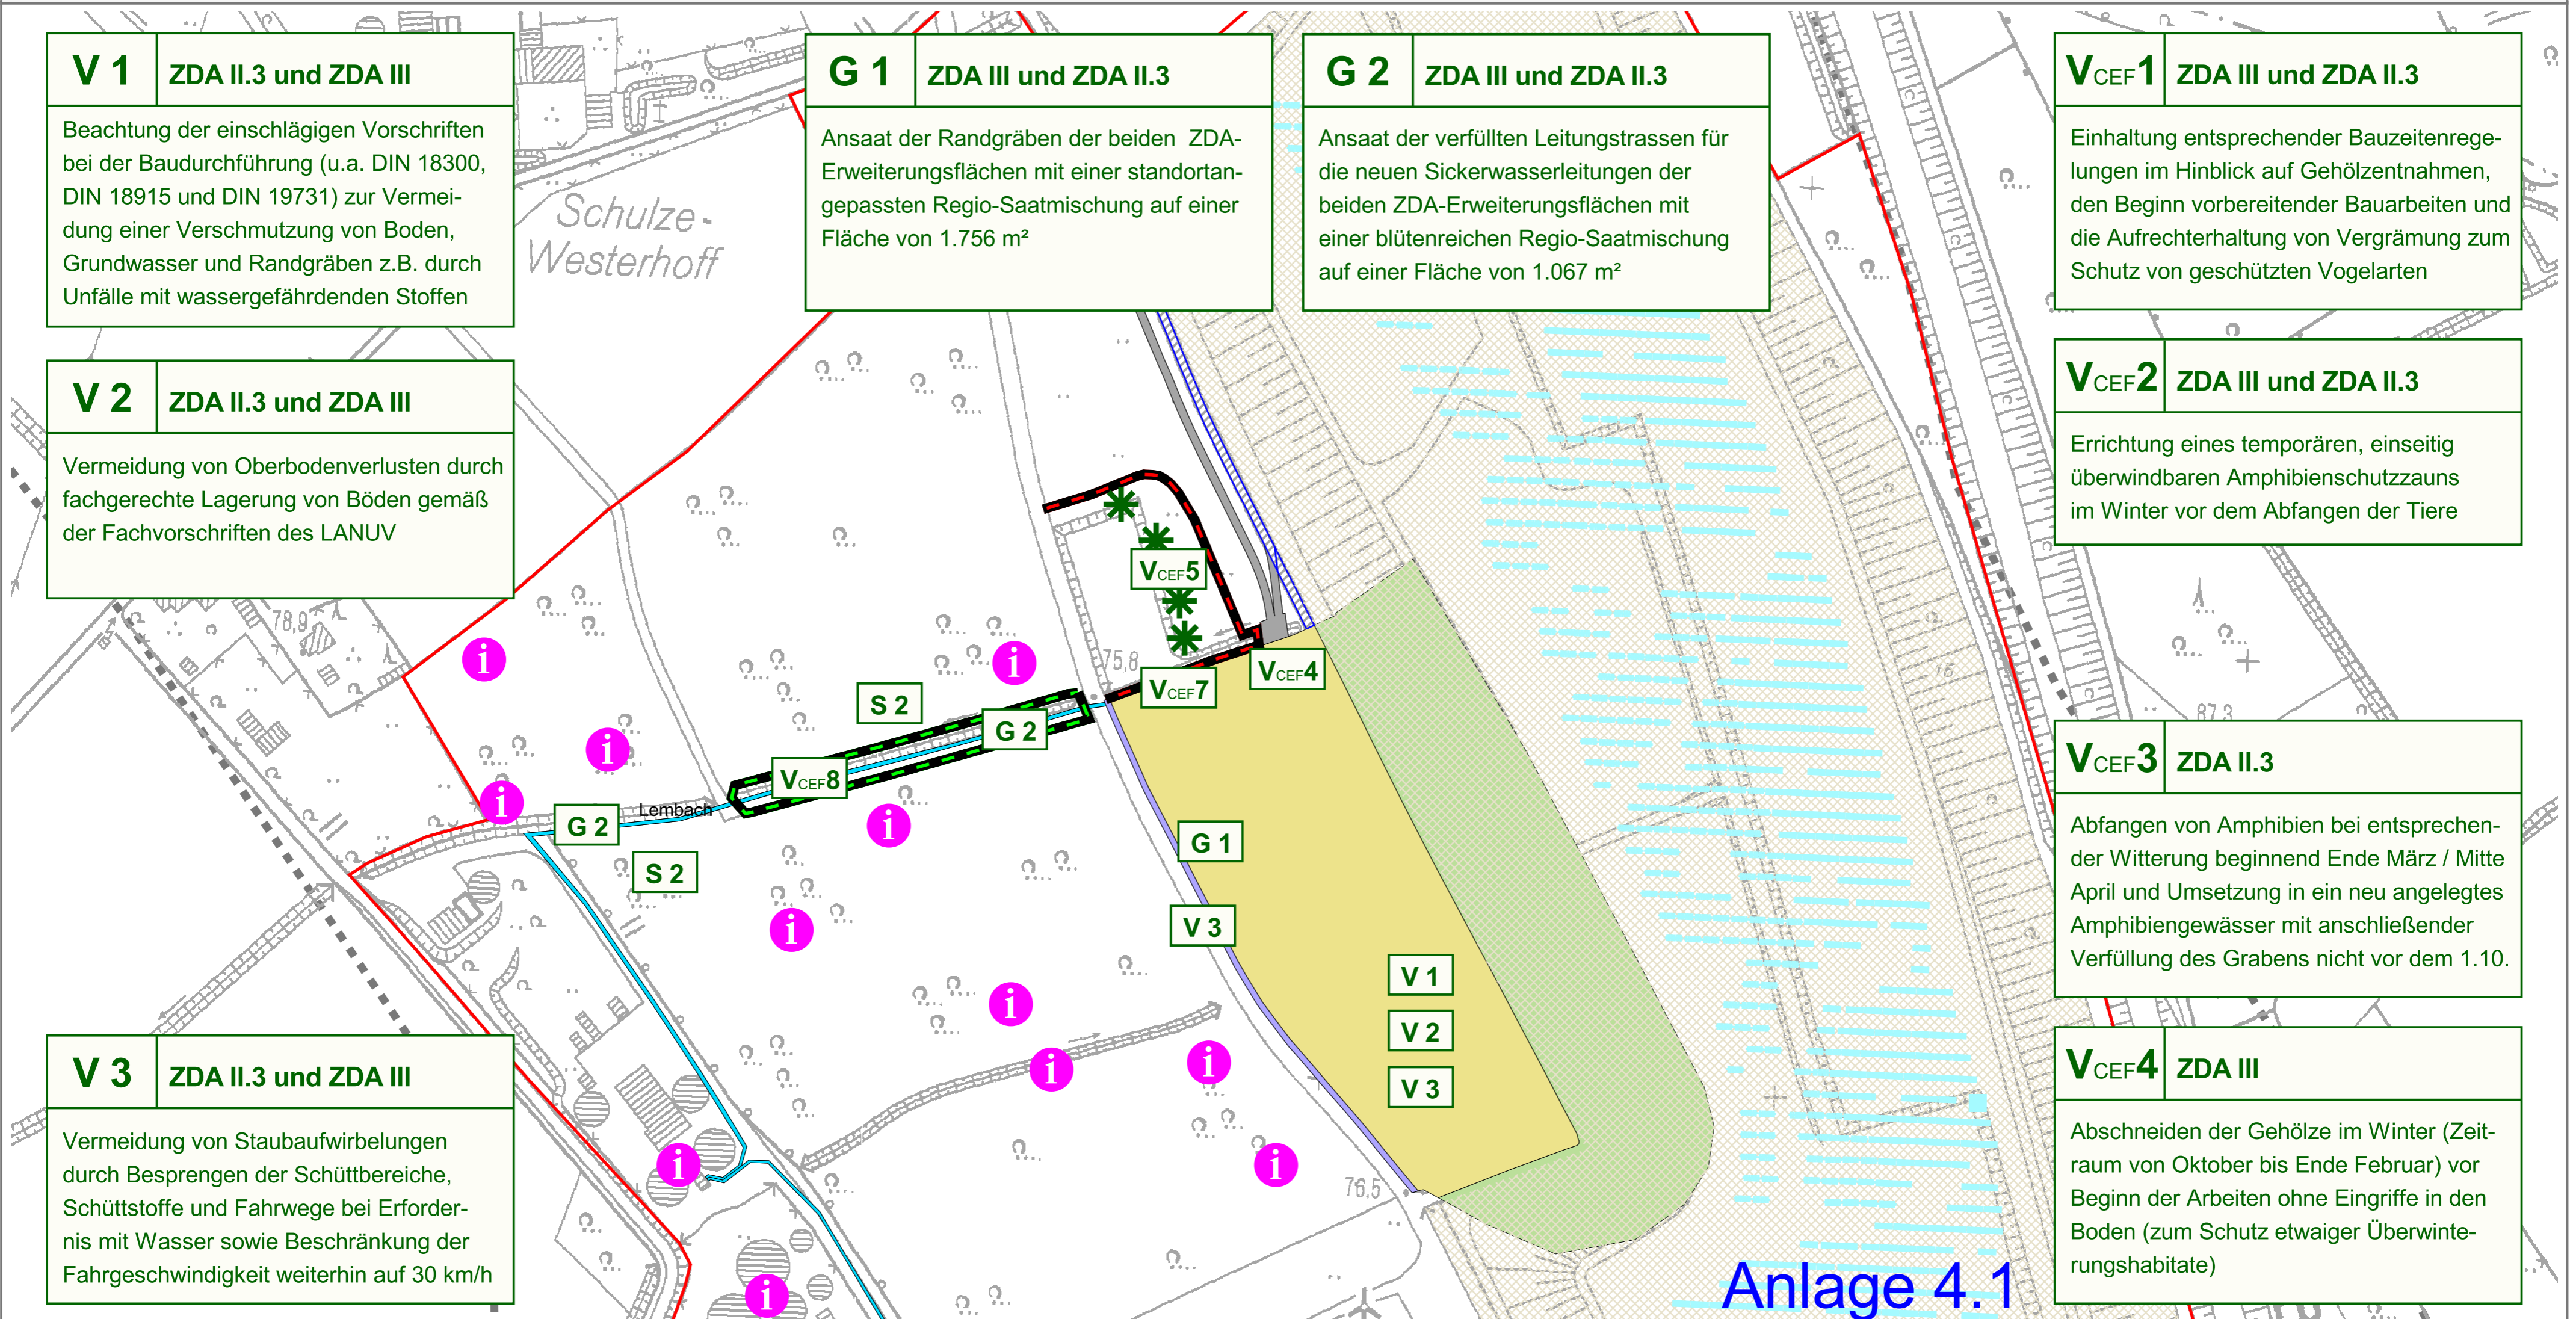 V 1
ZDA II.3 und ZDA III
Beachtung der einschlägigen Vorschriften
bei der Baudurchführung (u.a. DIN 18300,
DIN 18915 und DIN 19731) zur Vermei-
dung einer Verschmutzung von Boden,
Grundwasser und Randgräben z.B. durch
Unfälle mit wassergefährdenden Stoffen
V 2
ZDA II.3 und ZDA III
Vermeidung von Oberbodenverlusten durch
fachgerechte Lagerung von Böden gemäß
der Fachvorschriften des LANUV
V 3
ZDA II.3 und ZDA III
Vermeidung von Staubaufwirbelungen
durch Besprengen der Schüttbereiche,
Schüttstoffe und Fahrwege bei Erforder-
nis mit Wasser sowie Beschränkung der
Fahrgeschwindigkeit weiterhin auf 30 km/h
G 1
ZDA III und ZDA II.3
Ansaat der Randgräben der beiden ZDA-
Erweiterungsflächen mit einer standortan-
gepassten Regio-Saatmischung auf einer
Fläche von 1.756 m²
G 2
ZDA III und ZDA II.3
Ansaat der verfüllten Leitungstrassen für
die neuen Sickerwasserleitungen der
beiden ZDA-Erweiterungsflächen mit
einer blütenreichen Regio-Saatmischung
auf einer Fläche von 1.067 m²
VCEF1
ZDA III und ZDA II.3
Einhaltung entsprechender Bauzeitenrege-
lungen im Hinblick auf Gehölzentnahmen,
den Beginn vorbereitender Bauarbeiten und
die Aufrechterhaltung von Vergrämung zum
Schutz von geschützten Vogelarten
VCEF2
ZDA III und ZDA II.3
Errichtung eines temporären, einseitig
überwindbaren Amphibienschutzzauns
im Winter vor dem Abfangen der Tiere
VCEF3
ZDA II.3
Abfangen von Amphibien bei entsprechen-
der Witterung beginnend Ende März / Mitte
April und Umsetzung in ein neu angelegtes
Amphibiengewässer mit anschließender
Verfüllung des Grabens nicht vor dem 1.10.
VCEF4
ZDA III
Abschneiden der Gehölze im Winter (Zeit-
raum von Oktober bis Ende Februar) vor
Beginn der Arbeiten ohne Eingriffe in den
Boden (zum Schutz etwaiger Überwinte-
rungshabitate)
Schulze-
Westerhoff
78,9
VCEF5
75,8
VCEF4
VCEF7
S 2
G 2
VCEF8
Lembach
G 2
S 2
G 1
V 3
V 1
V 2
V 3
76,5
87,3
i
i
i
i
i
i
i
i
i
i
i
i
Anlage 4.1